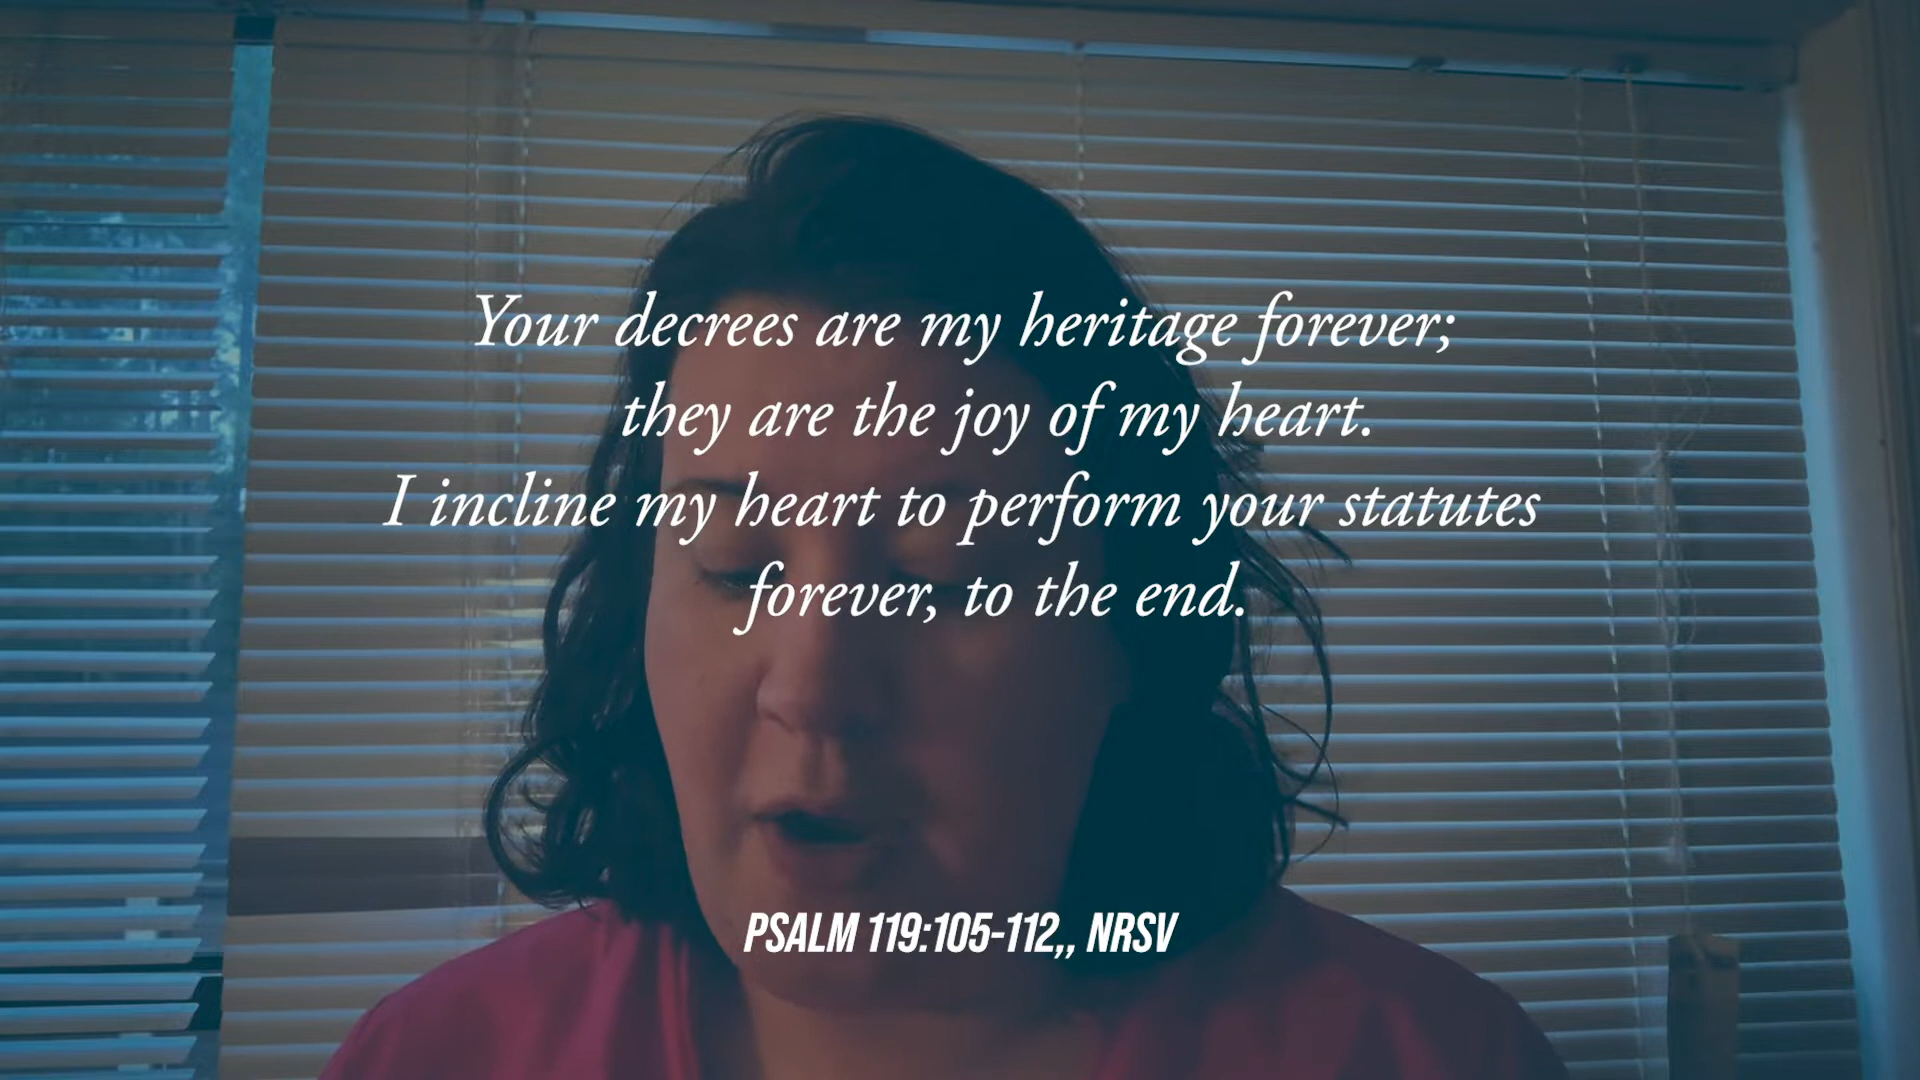 Your decrees are my heritage forever;
they are the joy of my heart.
I incline my heart to perform your statutes
forever, to the end.
PSALM 119:105-112,, NRSV